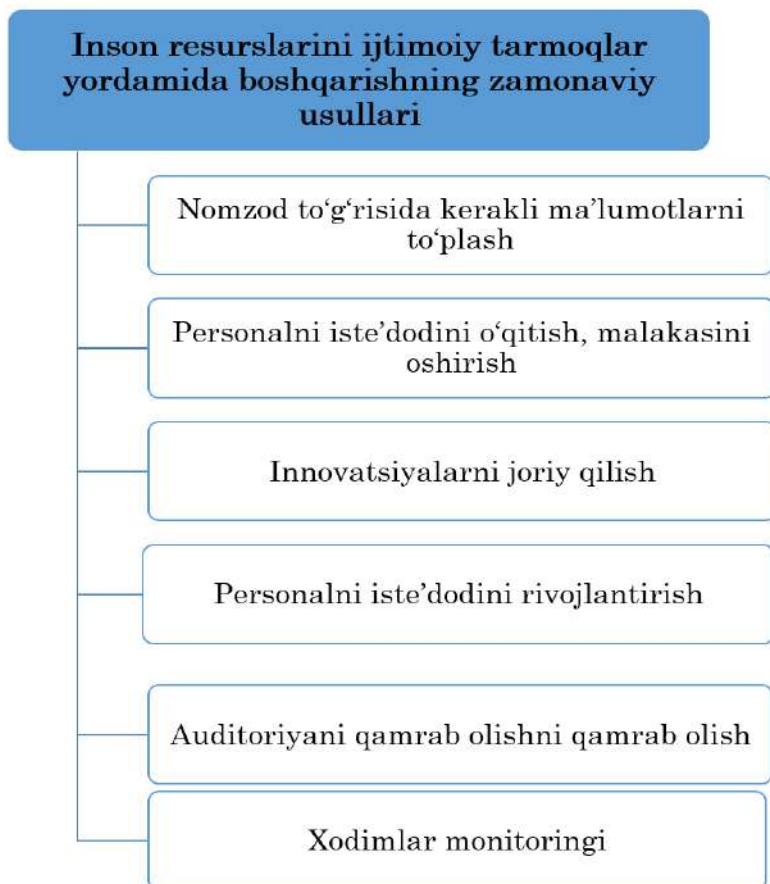 Inson resurslarini ijtimoiy tarmoqlar
yordamida boshqarishning zamonaviy
usullari
Nomzod to‘g‘risida kerakli ma’lumotlarni
to‘plash
Personalni iste’dodini o‘qitish, malakasini
oshirish
Innovatsiyalarni joriy qilish
Personalni iste’dodini rivojlantirish
Auditoriyani qamrab olishni qamrab olish
Xodimlar monitoringi